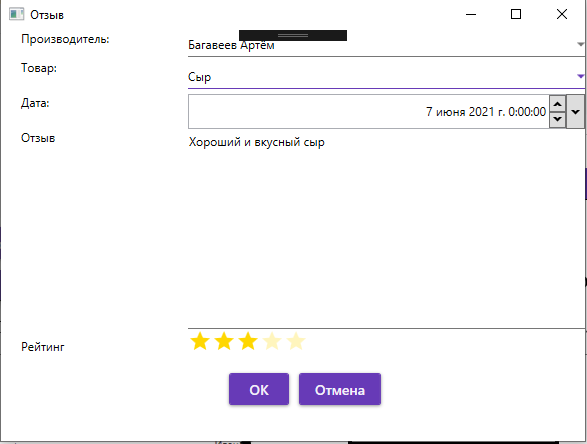 Отзыв
Производитель: Багавеев Артём
Товар: Сыр
Дата: 7 июня 2021 г. 0:00:00
Отзыв Хороший и вкусный сыр
Рейтинг
ОК Отмена